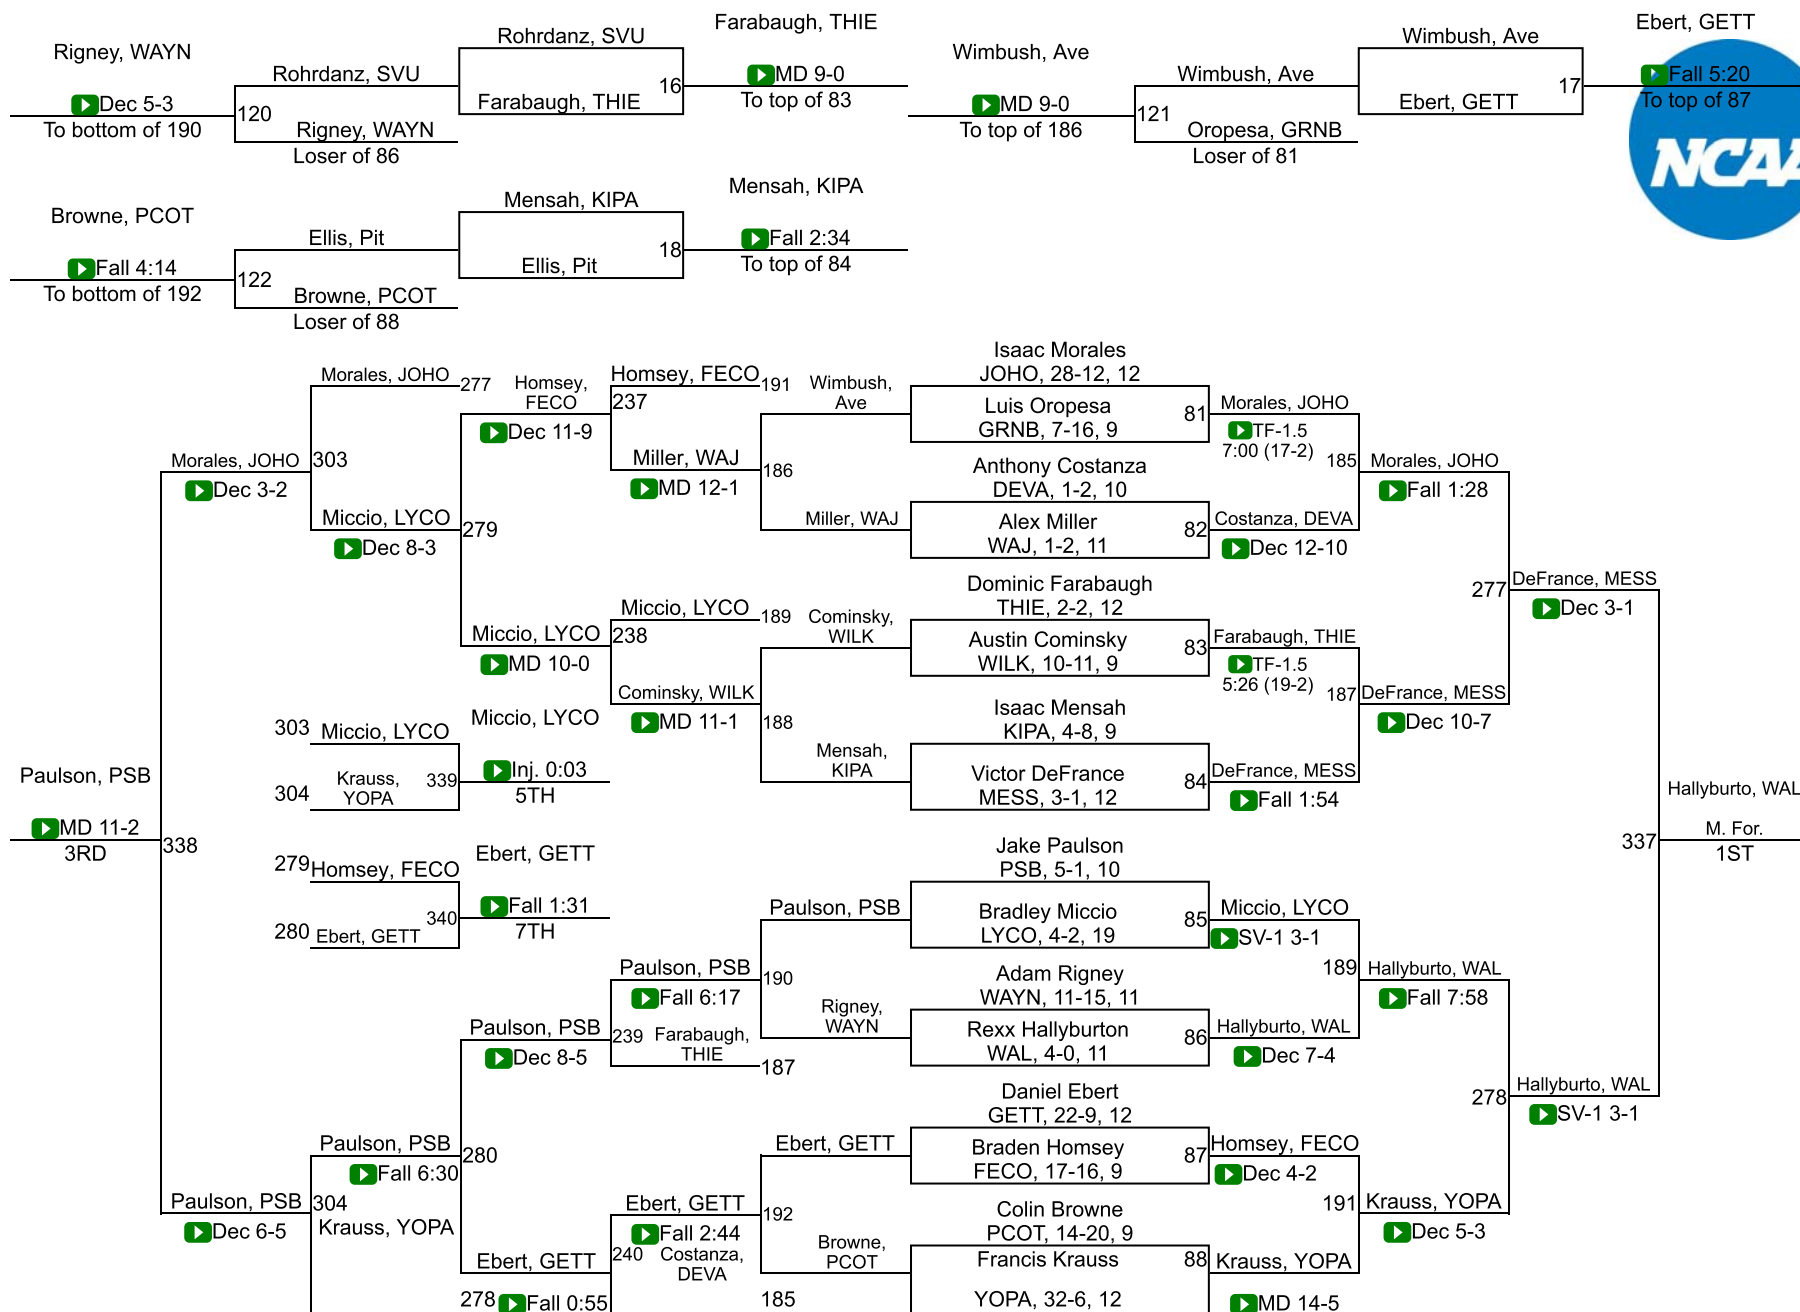 Rigney, WAYN
Dec 5-3
To bottom of 190
120
Rohrdanz, SVU
Rigney, WAYN
Loser of 86
Rohrdanz, SVU
Farabaugh, THIE
16
Farabaugh, THIE
MD 9-0
To top of 83
Wimbush, Ave
MD 9-0
To top of 186
121
Wimbush, Ave
Oropesa, GRNB
Loser of 81
Wimbush, Ave
Ebert, GETT
17
Ebert, GETT
Fall 5:20
To top of 87
NCAA
Browne, PCOT
Fall 4:14
To bottom of 192
122
Ellis, Pit
Browne, PCOT
Loser of 88
Mensah, KIPA
Ellis, Pit
18
Mensah, KIPA
Fall 2:34
To top of 84
Paulson, PSB
MD 11-2
3RD
338
Morales, JOHO
Dec 3-2
Morales, JOHO
277
303
Miccio, LYCO
Dec 8-3
Homsey,
FECO
Dec 11-9
279
Miccio, LYCO
MD 10-0
Homsey, FECO
191
237
Miller, WAJ
MD 12-1
Miccio, LYCO
189
238
Cominsky, WILK
MD 11-1
303
Miccio, LYCO
304
Krauss,
YOPA
339
Miccio, LYCO
Inj. 0:03
5TH
279
Homsey, FECO
280
Ebert, GETT
340
Ebert, GETT
Fall 1:31
7TH
Paulson, PSB
Dec 6-5
Paulson, PSB
Fall 6:30
304
Krauss, YOPA
278
Paulson, PSB
Dec 8-5
280
Ebert, GETT
Fall 0:55
Paulson, PSB
Fall 6:17
239
Farabaugh,
THIE
187
Ebert, GETT
Fall 2:44
240
Costanza,
DEVA
185
Wimbush,
Ave
186
Miller, WAJ
Cominsky,
WILK
188
Mensah,
KIPA
Paulson, PSB
190
Rigney,
WAYN
Ebert, GETT
192
Browne,
PCOT
Isaac Morales
JOHO, 28-12, 12
Luis Oropesa
GRNB, 7-16, 9
81
Anthony Costanza
DEVA, 1-2, 10
Alex Miller
WAJ, 1-2, 11
82
Dominic Farabaugh
THIE, 2-2, 12
Austin Cominsky
WILK, 10-11, 9
83
Isaac Mensah
KIPA, 4-8, 9
Victor DeFrance
MESS, 3-1, 12
84
Jake Paulson
PSB, 5-1, 10
Bradley Miccio
LYCO, 4-2, 19
85
Adam Rigney
WAYN, 11-15, 11
Rexx Hallyburton
WAL, 4-0, 11
86
Daniel Ebert
GETT, 22-9, 12
Braden Homsey
FECO, 17-16, 9
87
Colin Browne
PCOT, 14-20, 9
Francis Krauss
YOPA, 32-6, 12
88
Morales, JOHO
TF-1.5
7:00 (17-2)
185
Costanza, DEVA
Dec 12-10
Farabaugh, THIE
TF-1.5
5:26 (19-2)
187
DeFrance, MESS
Fall 1:54
Miccio, LYCO
SV-1 3-1
189
Hallyburto, WAL
Dec 7-4
Homsey, FECO
Dec 4-2
191
Krauss, YOPA
MD 14-5
Morales, JOHO
Fall 1:28
277
DeFrance, MESS
Dec 10-7
Hallyburto, WAL
Fall 7:58
278
Krauss, YOPA
Dec 5-3
DeFrance, MESS
Dec 3-1
337
Hallyburto, WAL
SV-1 3-1
Hallyburto, WAL
M. For.
1ST